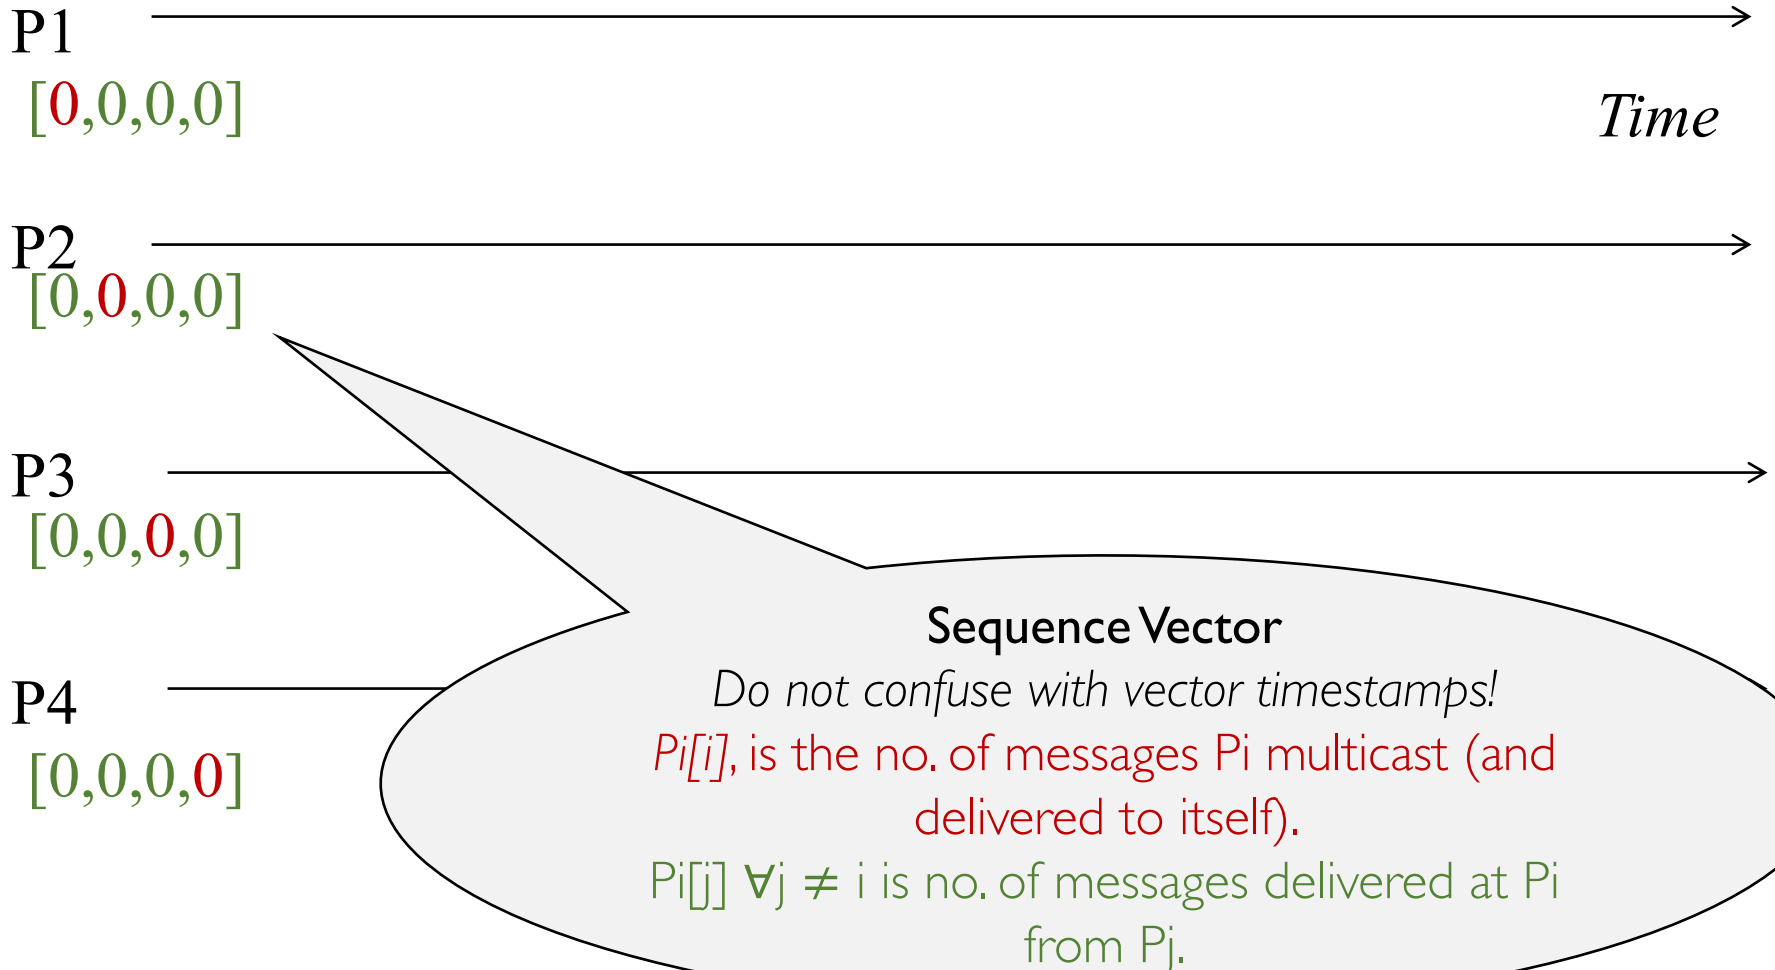 P1
[0,0,0,0]
Time
P2
[0,0,0,0]
P3
[0,0,0,0]
P4
[0,0,0,0]
Sequence Vector
Do not confuse with vector timestamps!
Pi[i], is the no. of messages Pi multicast (and
delivered to itself).
Pi[j] ∀j ≠ i is no. of messages delivered at Pi
from Pj.